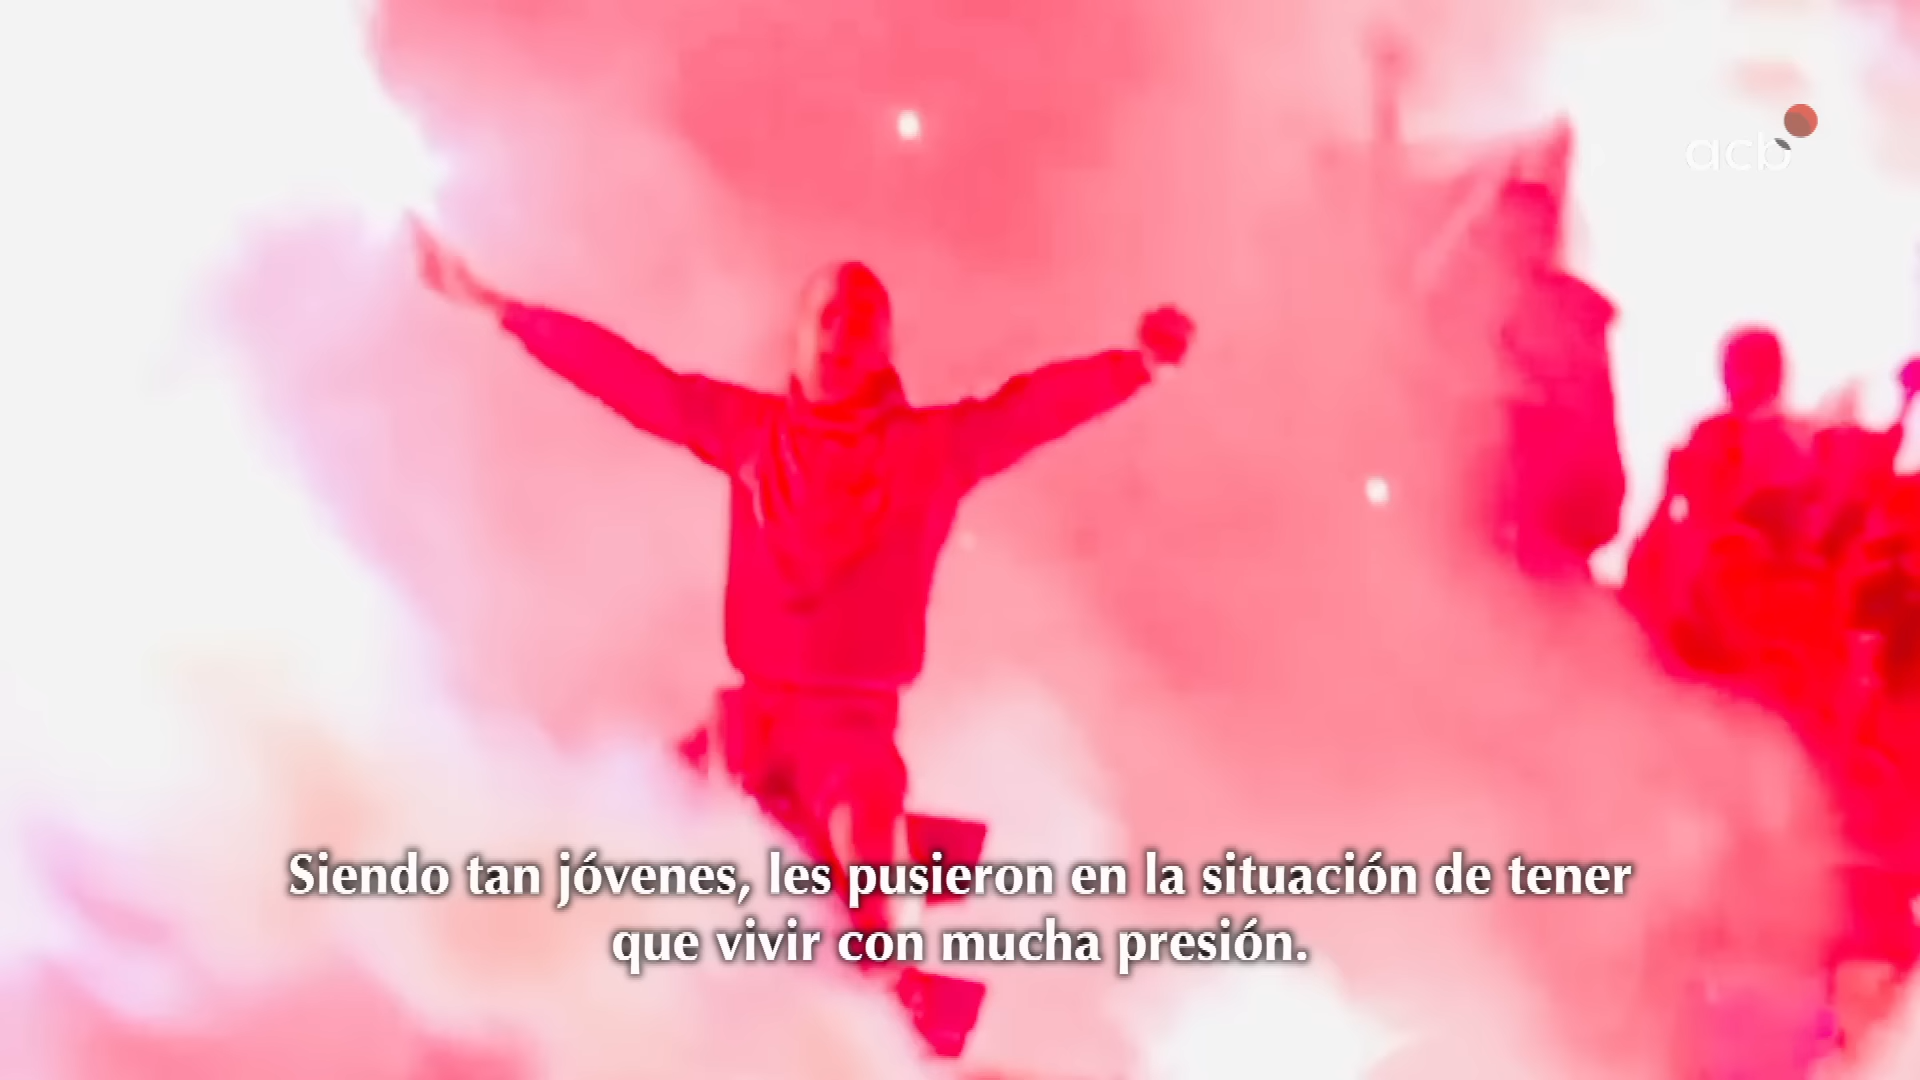 acb
Siendo tan jóvenes, les pusieron en la situación de tener
que vivir con mucha presión.